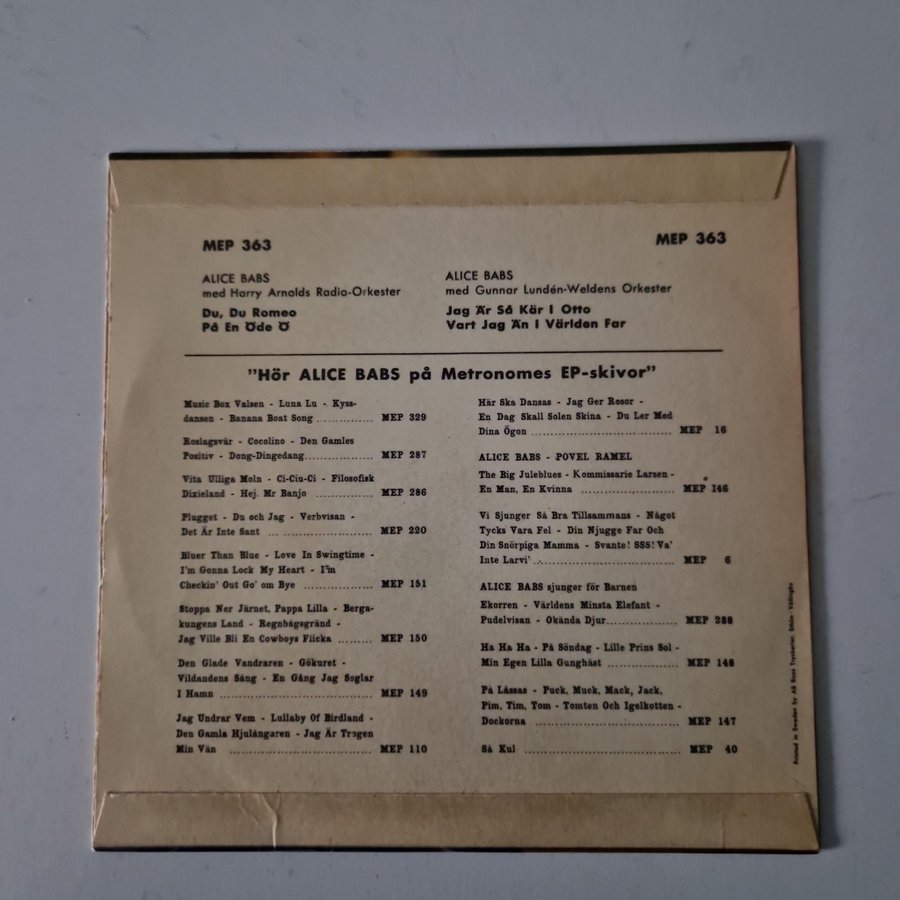 MEP 363
MEP 363
ALICE BABS
med Harry Arnolds Radio-Orkester
Du, Du Romeo
På En Öde Ö
ALICE BABS
med Gunnar Lundén-Weldens Orkester
Jag Är Så Kär I Otto
Vart Jag Än I Världen Far
"Hör ALICE BABS på Metronomes EP-skivor"
Music Box Valsen - Luna Lu - Kyss-
dansen - Banana Boat Song .............. MEP 329
Roslagsvår - Cocolino - Den Gamles
Positiv - Dong-Dingedang................. MEP 287
Vita Ulliga Moln - Ci-Ciu-Ci - Filosofisk
Dixieland - Hej, Mr Banjo .............. MEP 286
Plugget - Du och Jag - Verbvisan -
Det Är Inte Sant ... ..................... MEP 220
Bluer Than Blue - Love In Swingtime -
I'm Gonna Lock My Heart - I'm
Checkin' Out Go' om Bye ................. MEP 151
Stoppa Ner Järnet, Pappa Lilla - Berga-
kungens Land - Regnbågsgränd -
Jag Ville Bli En Cowboys Flicka ........ MEP 150
Den Glade Vandraren - Gökuret -
Vildandens Sång - En Gång Jag Seglar
I Hamn ..................................... MEP 149
Jag Undrar Vem - Lullaby Of Birdland -
Den Gamla Hjulångaren - Jag Är Trogen
Min Vän ................................... MEP 110
Här Ska Dansas - Jag Ger Rosor -
En Dag Skall Solen Skina - Du Ler Med
Dina Ögon .................................. MEP 16
ALICE BABS - POVEL RAMEL
The Big Juleblues - Kommissarie Larsen -
En Man, En Kvinna ....................... MEP 146
Vi Sjunger Så Bra Tillsammans - Något
Tycks Vara Fel - Din Njugge Far Och
Din Snörpiga Mamma - Svante! SSS! Va'
Inte Larvi' .................................. MEP 6
ALICE BABS sjunger för Barnen
Ekorren - Världens Minsta Elefant -
Pudelvisan - Okända Djur................. MEP 288
Ha Ha Ha - På Söndag - Lille Prins Sol -
Min Egen Lilla Gunghäst ................. MEP 148
På Låssas - Puck, Muck, Mack, Jack,
Pim, Tim, Tom - Tomten Och Igelkotten -
Dockorna ................................... MEP 147
Så Kul ...................................... MEP 40
Printed in Sweden by AB Roos Tryckerier, Sthlm - Vällingby